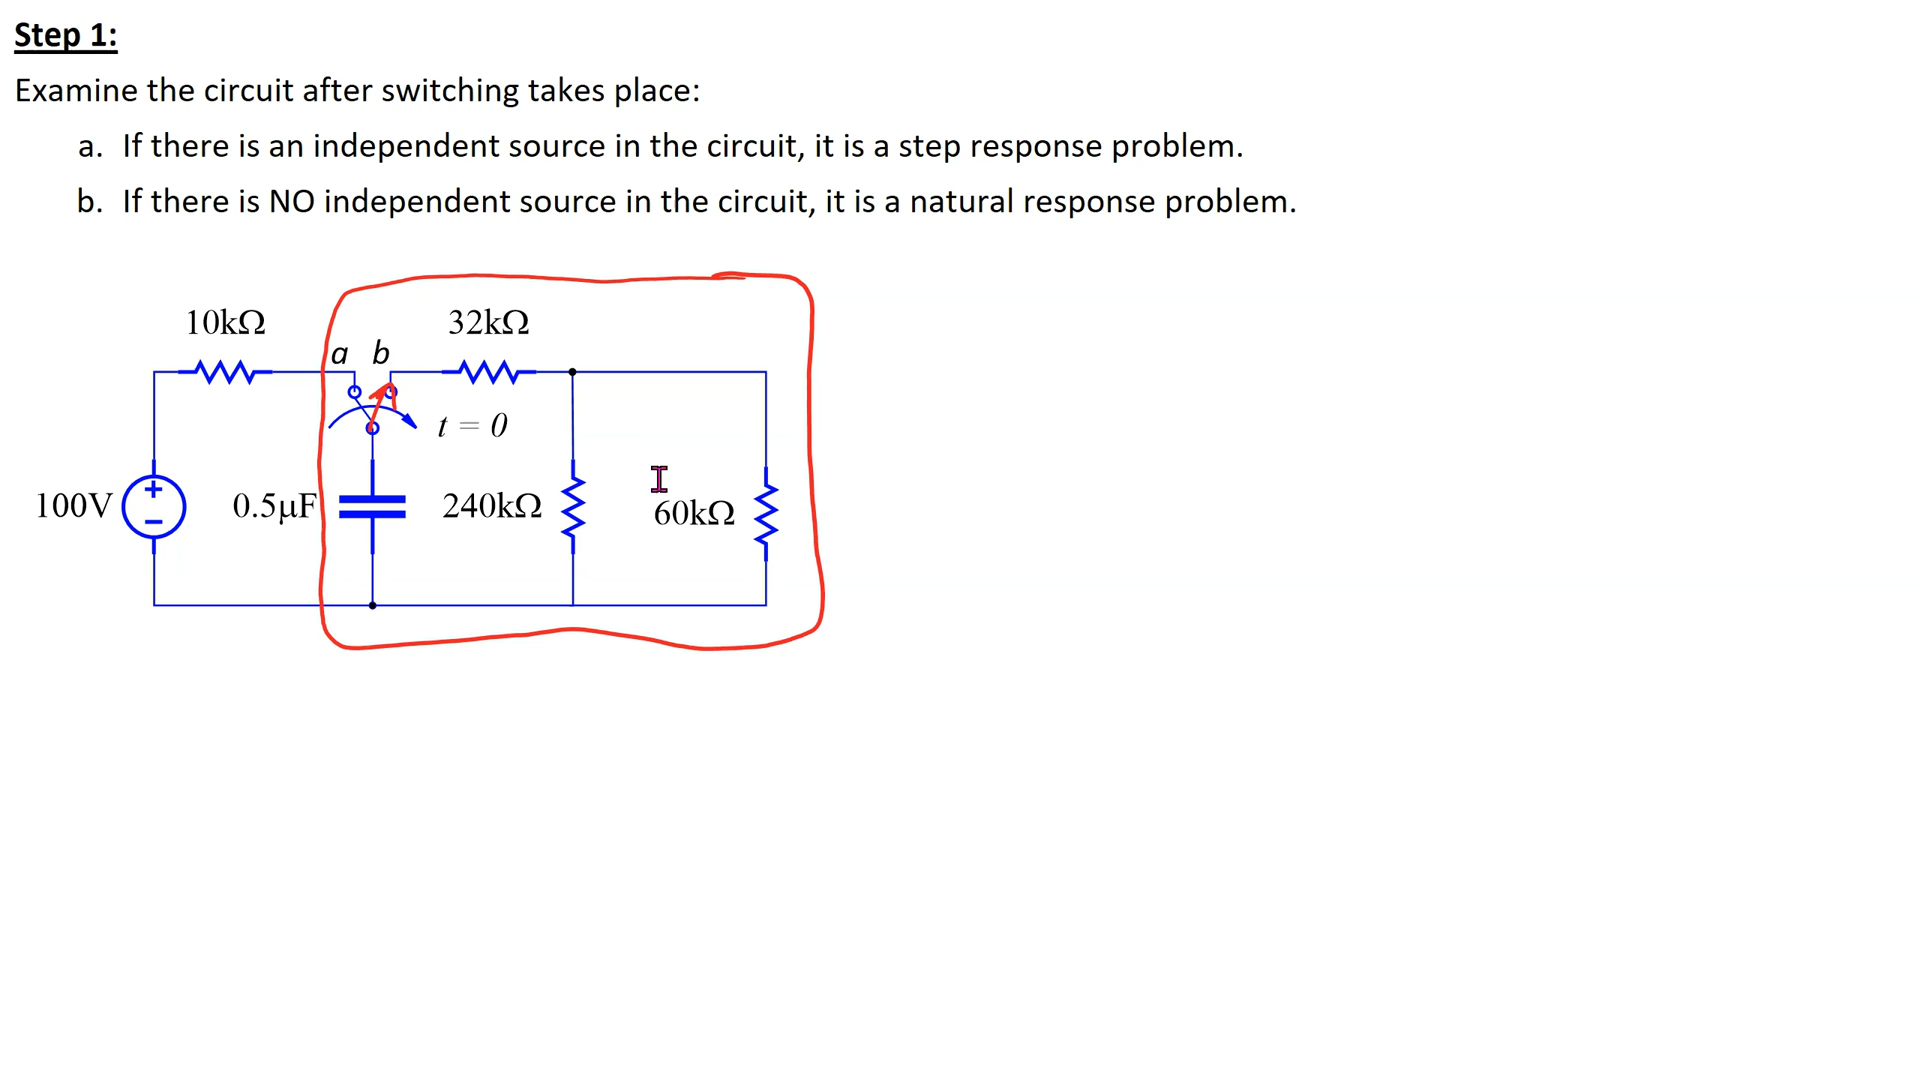 Step 1:
Examine the circuit after switching takes place:
a. If there is an independent source in the circuit, it is a step response problem.
b. If there is NO independent source in the circuit, it is a natural response problem.
10kΩ
32kΩ
a b
t = 0
100V
+
−
0.5μF
240kΩ
60kΩ